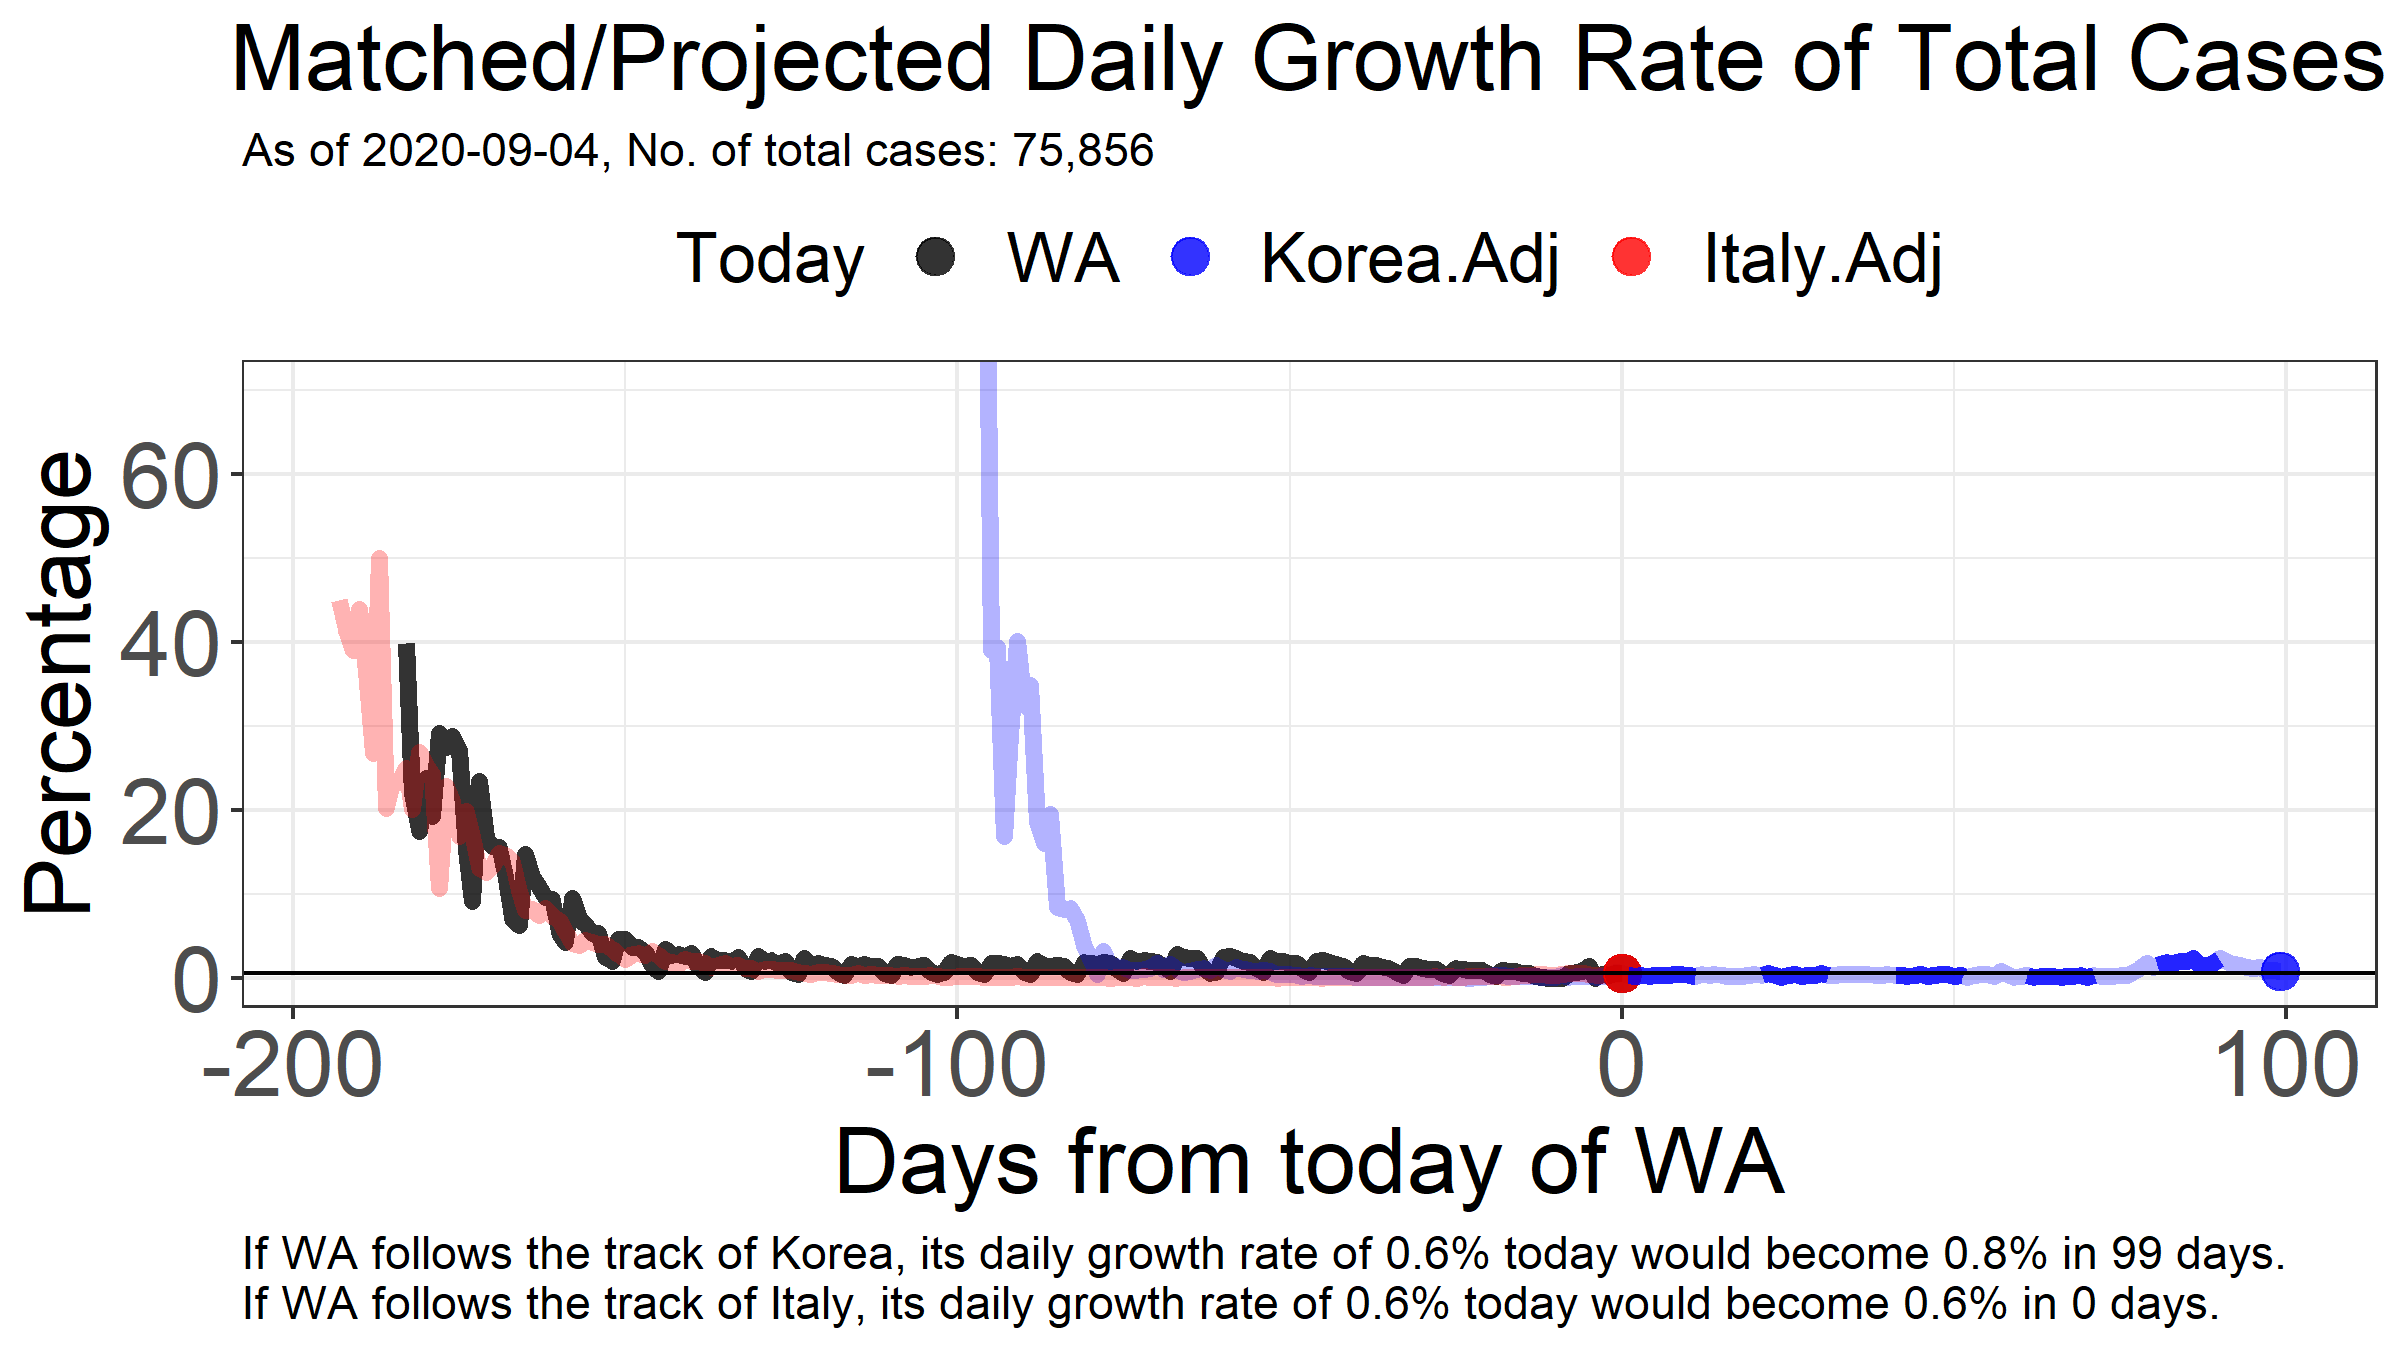 Matched/Projected Daily Growth Rate of Total Cases
As of 2020-09-04, No. of total cases: 75,856
Today WA Korea.Adj Italy.Adj
Percentage
60
40
20
0
-200 -100 0 100
Days from today of WA
If WA follows the track of Korea, its daily growth rate of 0.6% today would become 0.8% in 99 days.
If WA follows the track of Italy, its daily growth rate of 0.6% today would become 0.6% in 0 days.